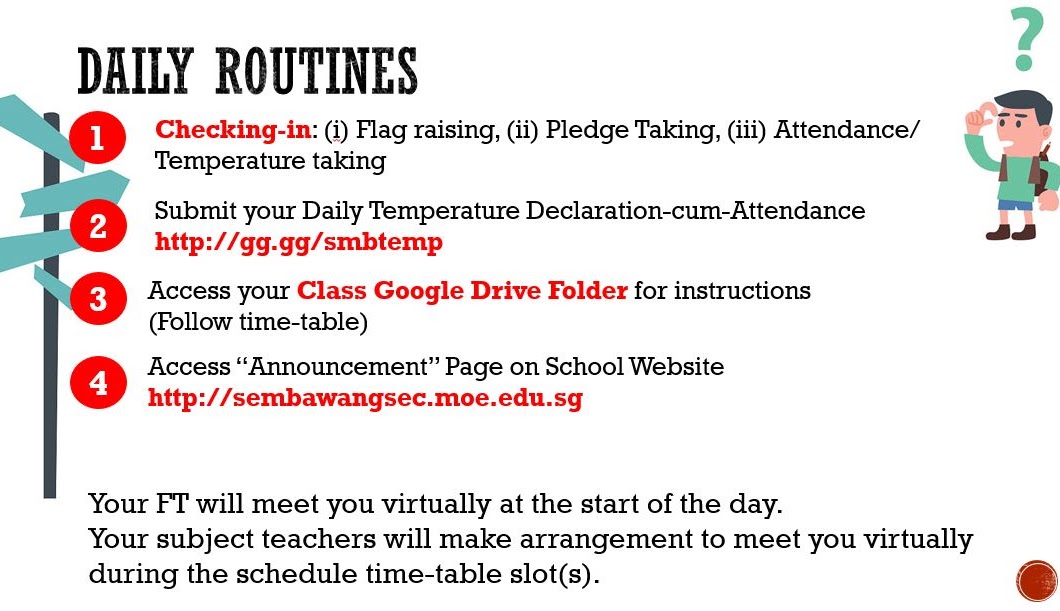 DAILY ROUTINES
?
1
Checking-in: (i) Flag raising, (ii) Pledge Taking, (iii) Attendance/
Temperature taking
2
Submit your Daily Temperature Declaration-cum-Attendance
http://gg.gg/smbtemp
3
Access your Class Google Drive Folder for instructions
(Follow time-table)
4
Access “Announcement” Page on School Website
http://sembawangsec.moe.edu.sg
Your FT will meet you virtually at the start of the day.
Your subject teachers will make arrangement to meet you virtually
during the schedule time-table slot(s).